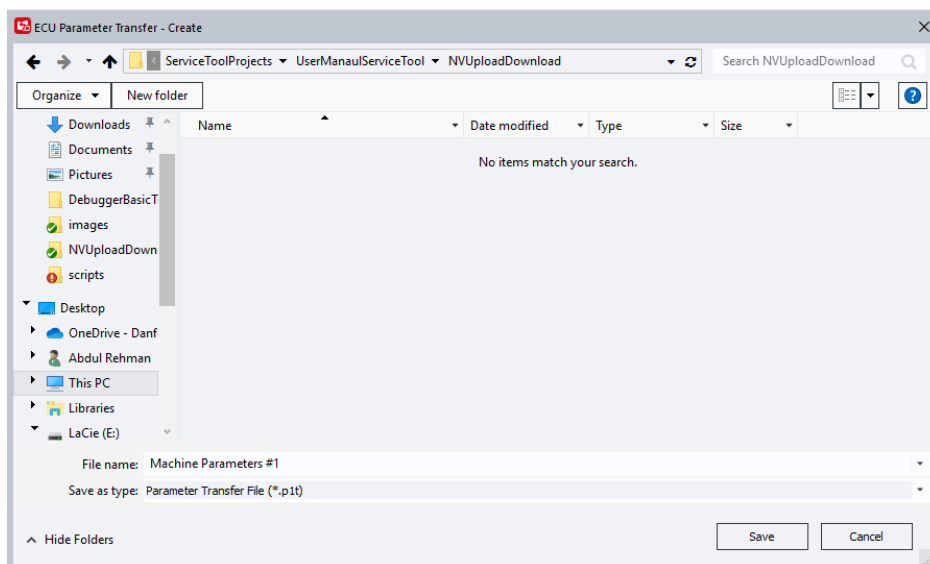 ECU Parameter Transfer - Create
ServiceToolProjects UserManaulServiceTool NVUploadDownload Search NVUploadDownload
Organize New folder
Name Date modified Type Size
No items match your search.
Downloads
Documents
Pictures
DebuggerBasicT
images
NVUploadDown
scripts
Desktop
OneDrive - Danf
Abdul Rehman
This PC
Libraries
LaCie (E:)
File name: Machine Parameters #1
Save as type: Parameter Transfer File (*.p1t)
Hide Folders Save Cancel